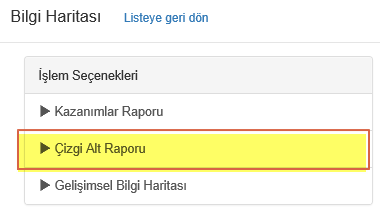 Bilgi Haritası Listeye geri dön
İşlem Seçenekleri
Kazanımlar Raporu
Çizgi Alt Raporu
Gelişimsel Bilgi Haritası